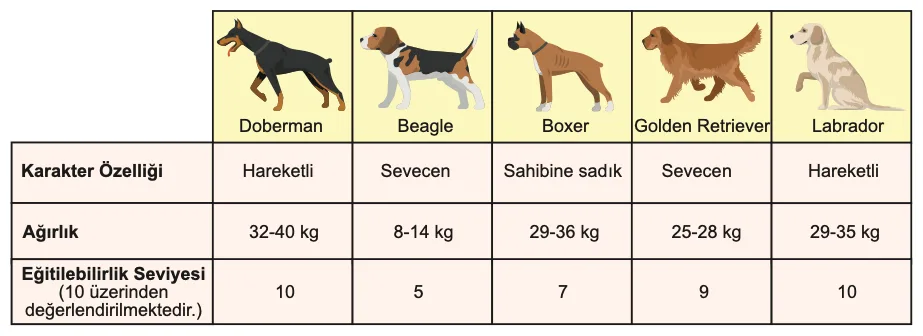 Doberman Beagle Boxer Golden Retriever Labrador
Karakter Özelliği Hareketli Sevecen Sahibine sadık Sevecen Hareketli
Ağırlık 32-40 kg 8-14 kg 29-36 kg 25-28 kg 29-35 kg
Eğitilebilirlik Seviyesi
(10 üzerinden
değerlendirilmektedir.) 10 5 7 9 10